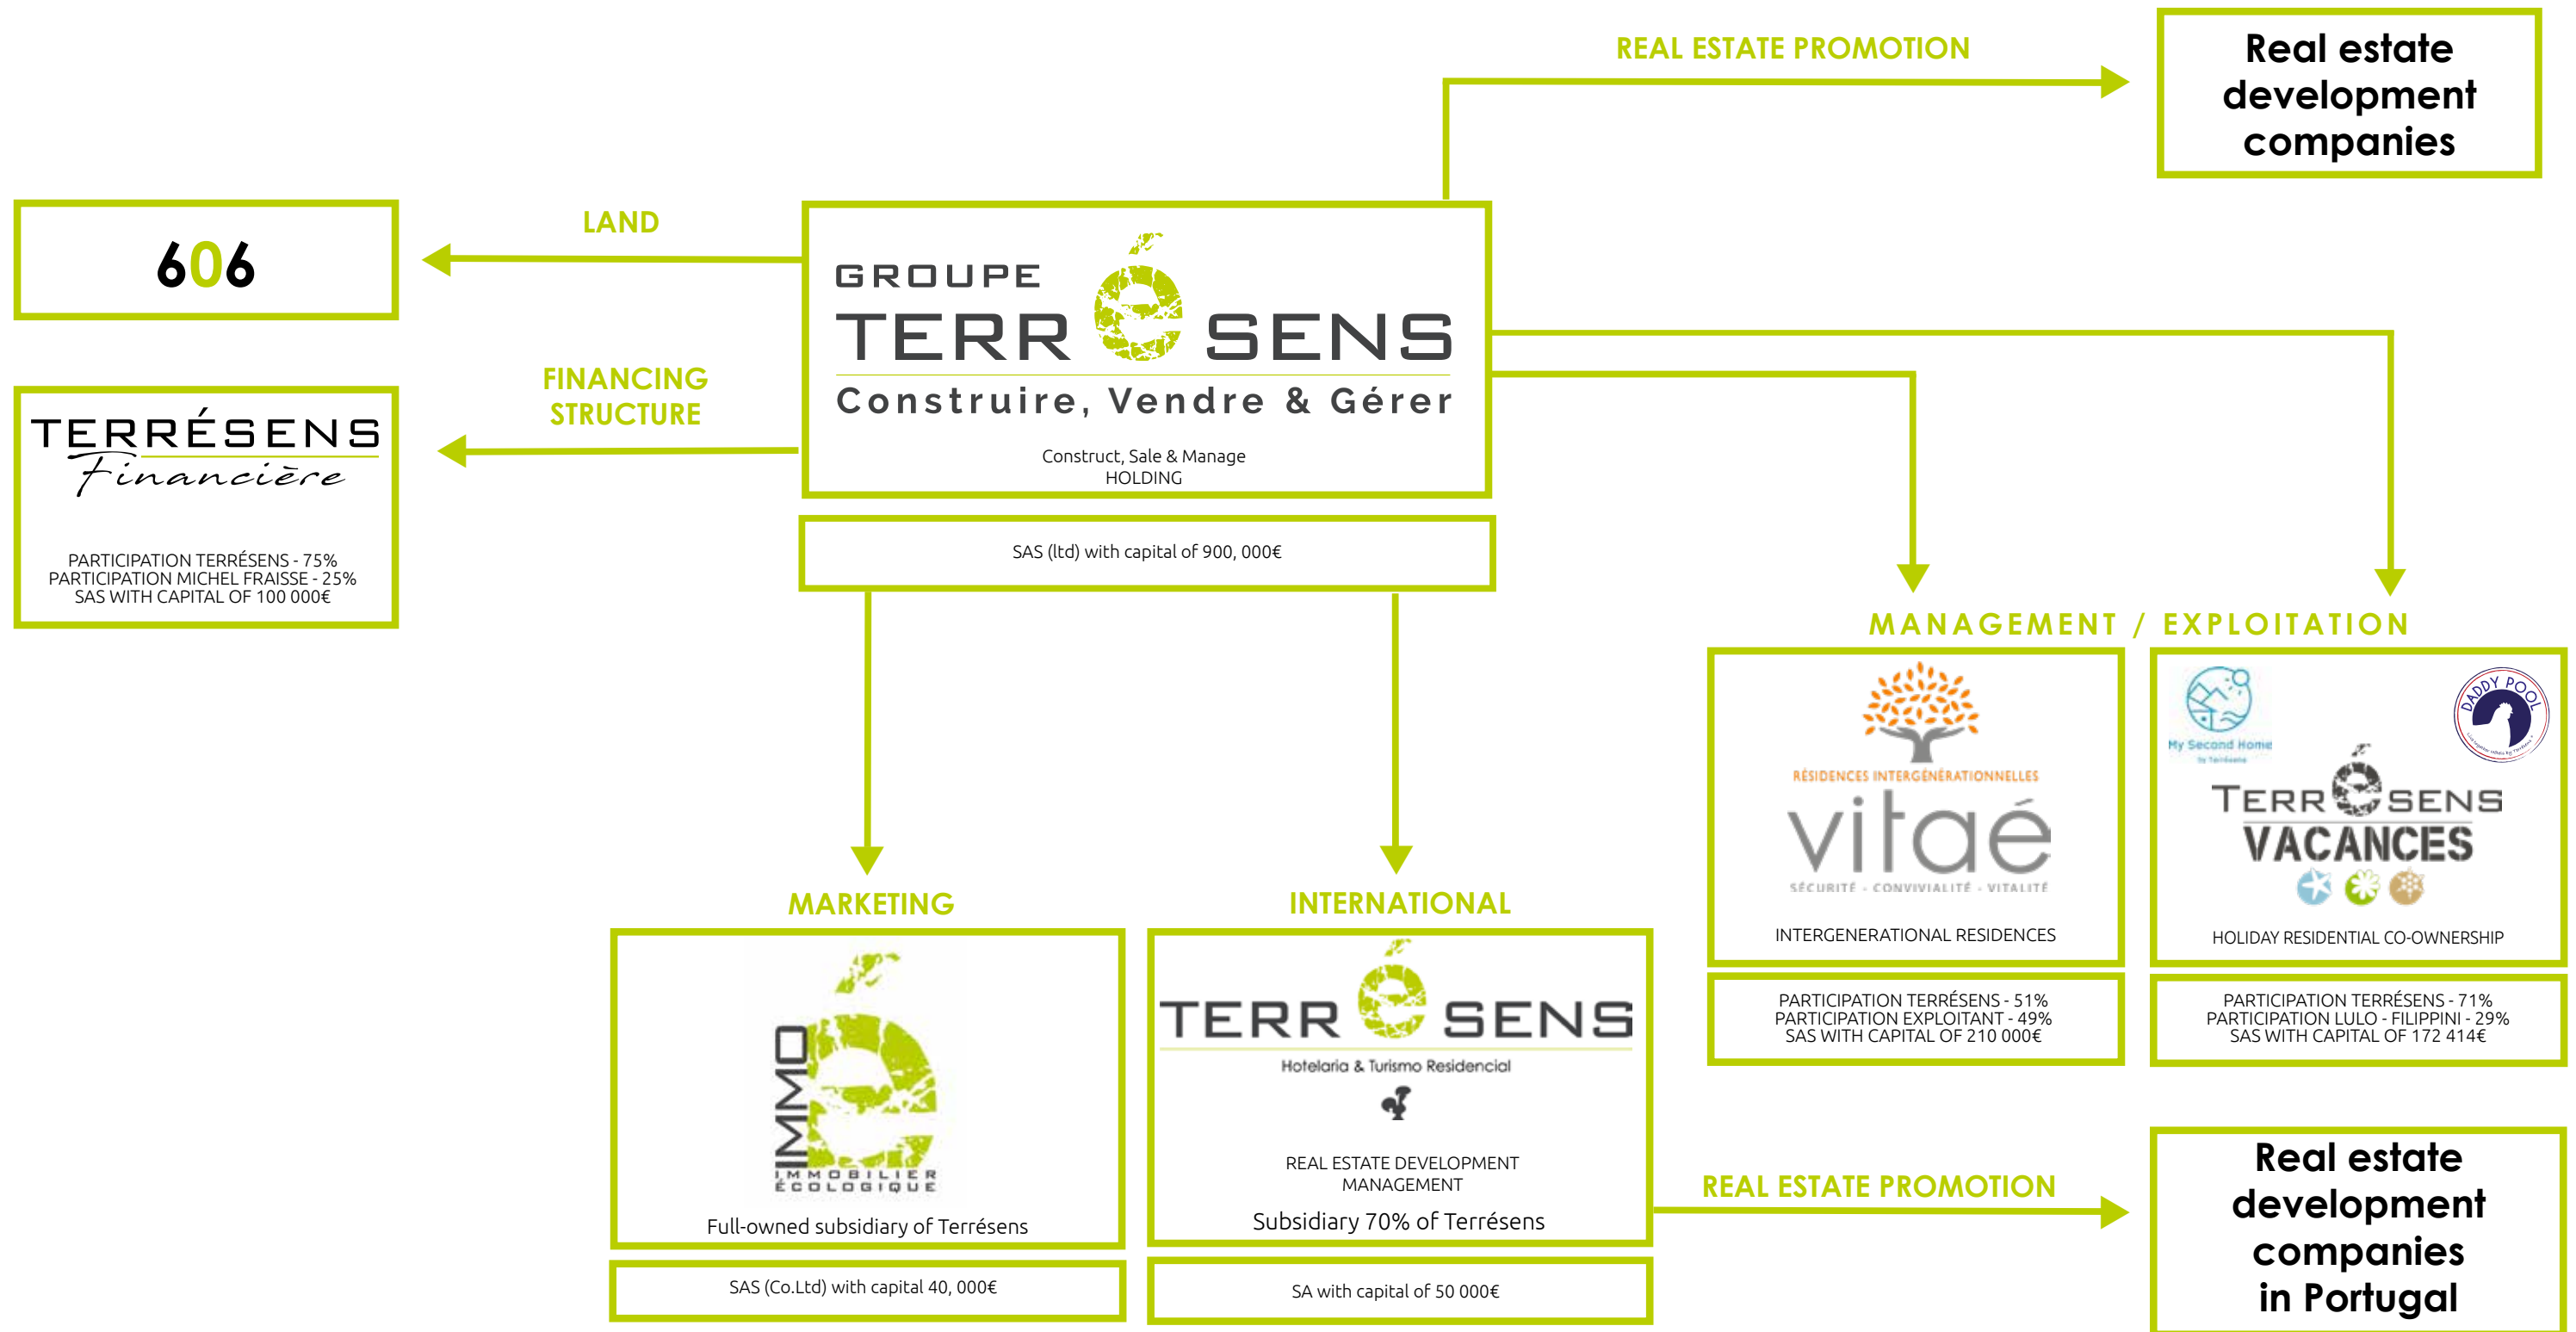 REAL ESTATE PROMOTION
Real estate
development
companies
LAND
606
GROUPE
TERRéSENS
Construire, Vendre & Gérer
Construct, Sale & Manage
HOLDING
SAS (ltd) with capital of 900, 000€
FINANCING
STRUCTURE
TERRÉSENS
Financière
PARTICIPATION TERRÉSENS - 75%
PARTICIPATION MICHEL FRAISSE - 25%
SAS WITH CAPITAL OF 100 000€
MANAGEMENT / EXPLOITATION
RÉSIDENCES INTERGÉNÉRATIONNELLES
vitaé
SÉCURITÉ - CONVIVIALITÉ - VITALITÉ
INTERGENERATIONAL RESIDENCES
PARTICIPATION TERRÉSENS - 51%
PARTICIPATION EXPLOITANT - 49%
SAS WITH CAPITAL OF 210 000€
My Second Home
by Terrésens
DADDY POOL
TERRéSENS
VACANCES
HOLIDAY RESIDENTIAL CO-OWNERSHIP
PARTICIPATION TERRÉSENS - 71%
PARTICIPATION LULO - FILIPPINI - 29%
SAS WITH CAPITAL OF 172 414€
MARKETING
IMMO
é
IMMOBILIER
ÉCOLOGIQUE
Full-owned subsidiary of Terrésens
SAS (Co.Ltd) with capital 40, 000€
INTERNATIONAL
TERRéSENS
Hotelaria & Turismo Residencial
REAL ESTATE DEVELOPMENT
MANAGEMENT
Subsidiary 70% of Terrésens
SA with capital of 50 000€
REAL ESTATE PROMOTION
Real estate
development
companies
in Portugal